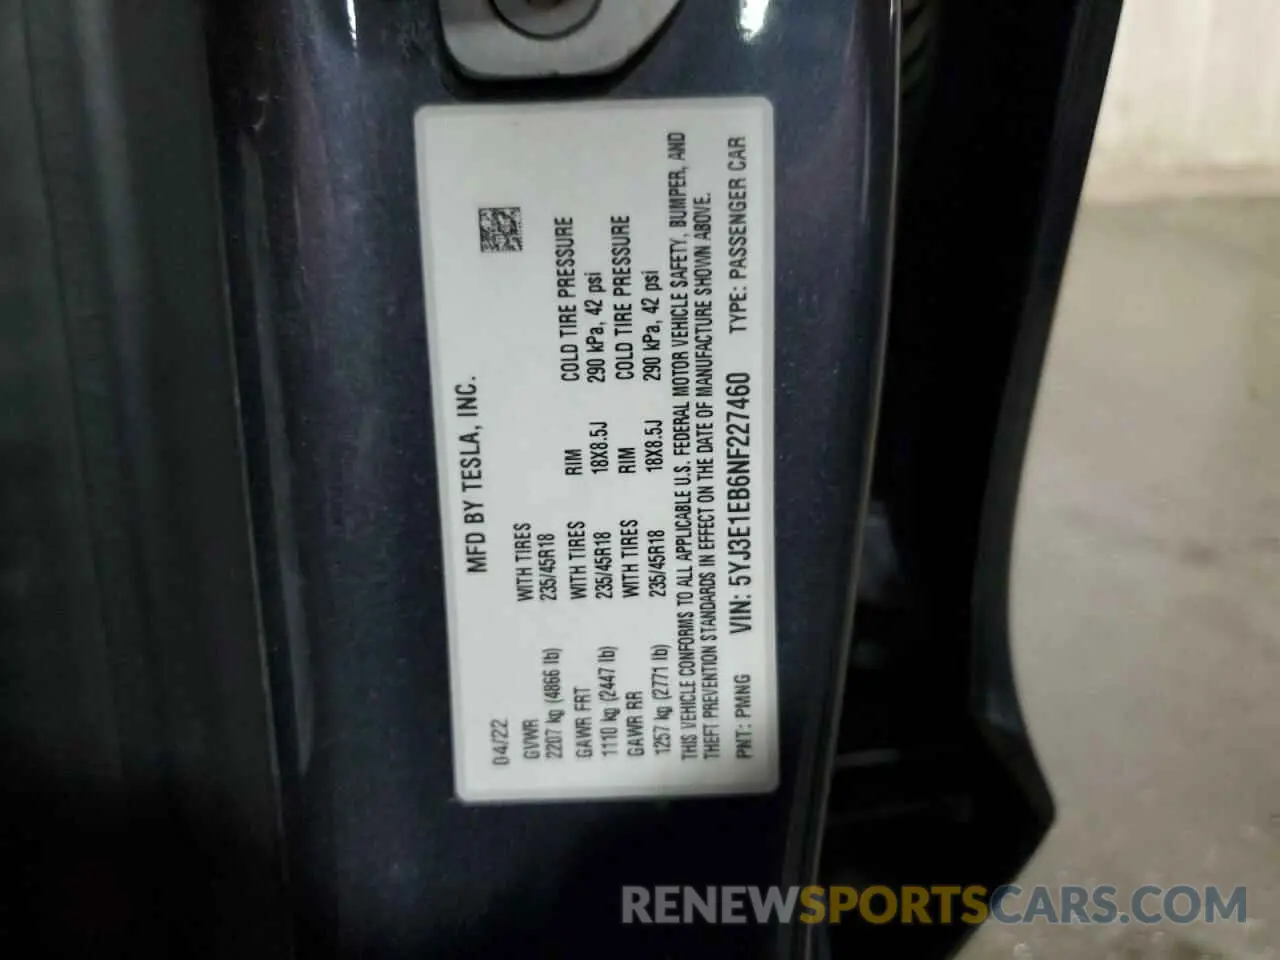 MFD BY TESLA, INC.
04/22
GVWR WITH TIRES
2207 kg (4866 lb) 235/45R18
GAWR FRT WITH TIRES RIM COLD TIRE PRESSURE
1110 kg (2447 lb) 235/45R18 18X8.5J 290 kPa, 42 psi
GAWR RR WITH TIRES RIM COLD TIRE PRESSURE
1257 kg (2771 lb) 235/45R18 18X8.5J 290 kPa, 42 psi
THIS VEHICLE CONFORMS TO ALL APPLICABLE U.S. FEDERAL MOTOR VEHICLE SAFETY, BUMPER, AND
THEFT PREVENTION STANDARDS IN EFFECT ON THE DATE OF MANUFACTURE SHOWN ABOVE.
PNT: PMNG VIN: 5YJ3E1EB6NF227460 TYPE: PASSENGER CAR
RENEWSPORTSCARS.COM